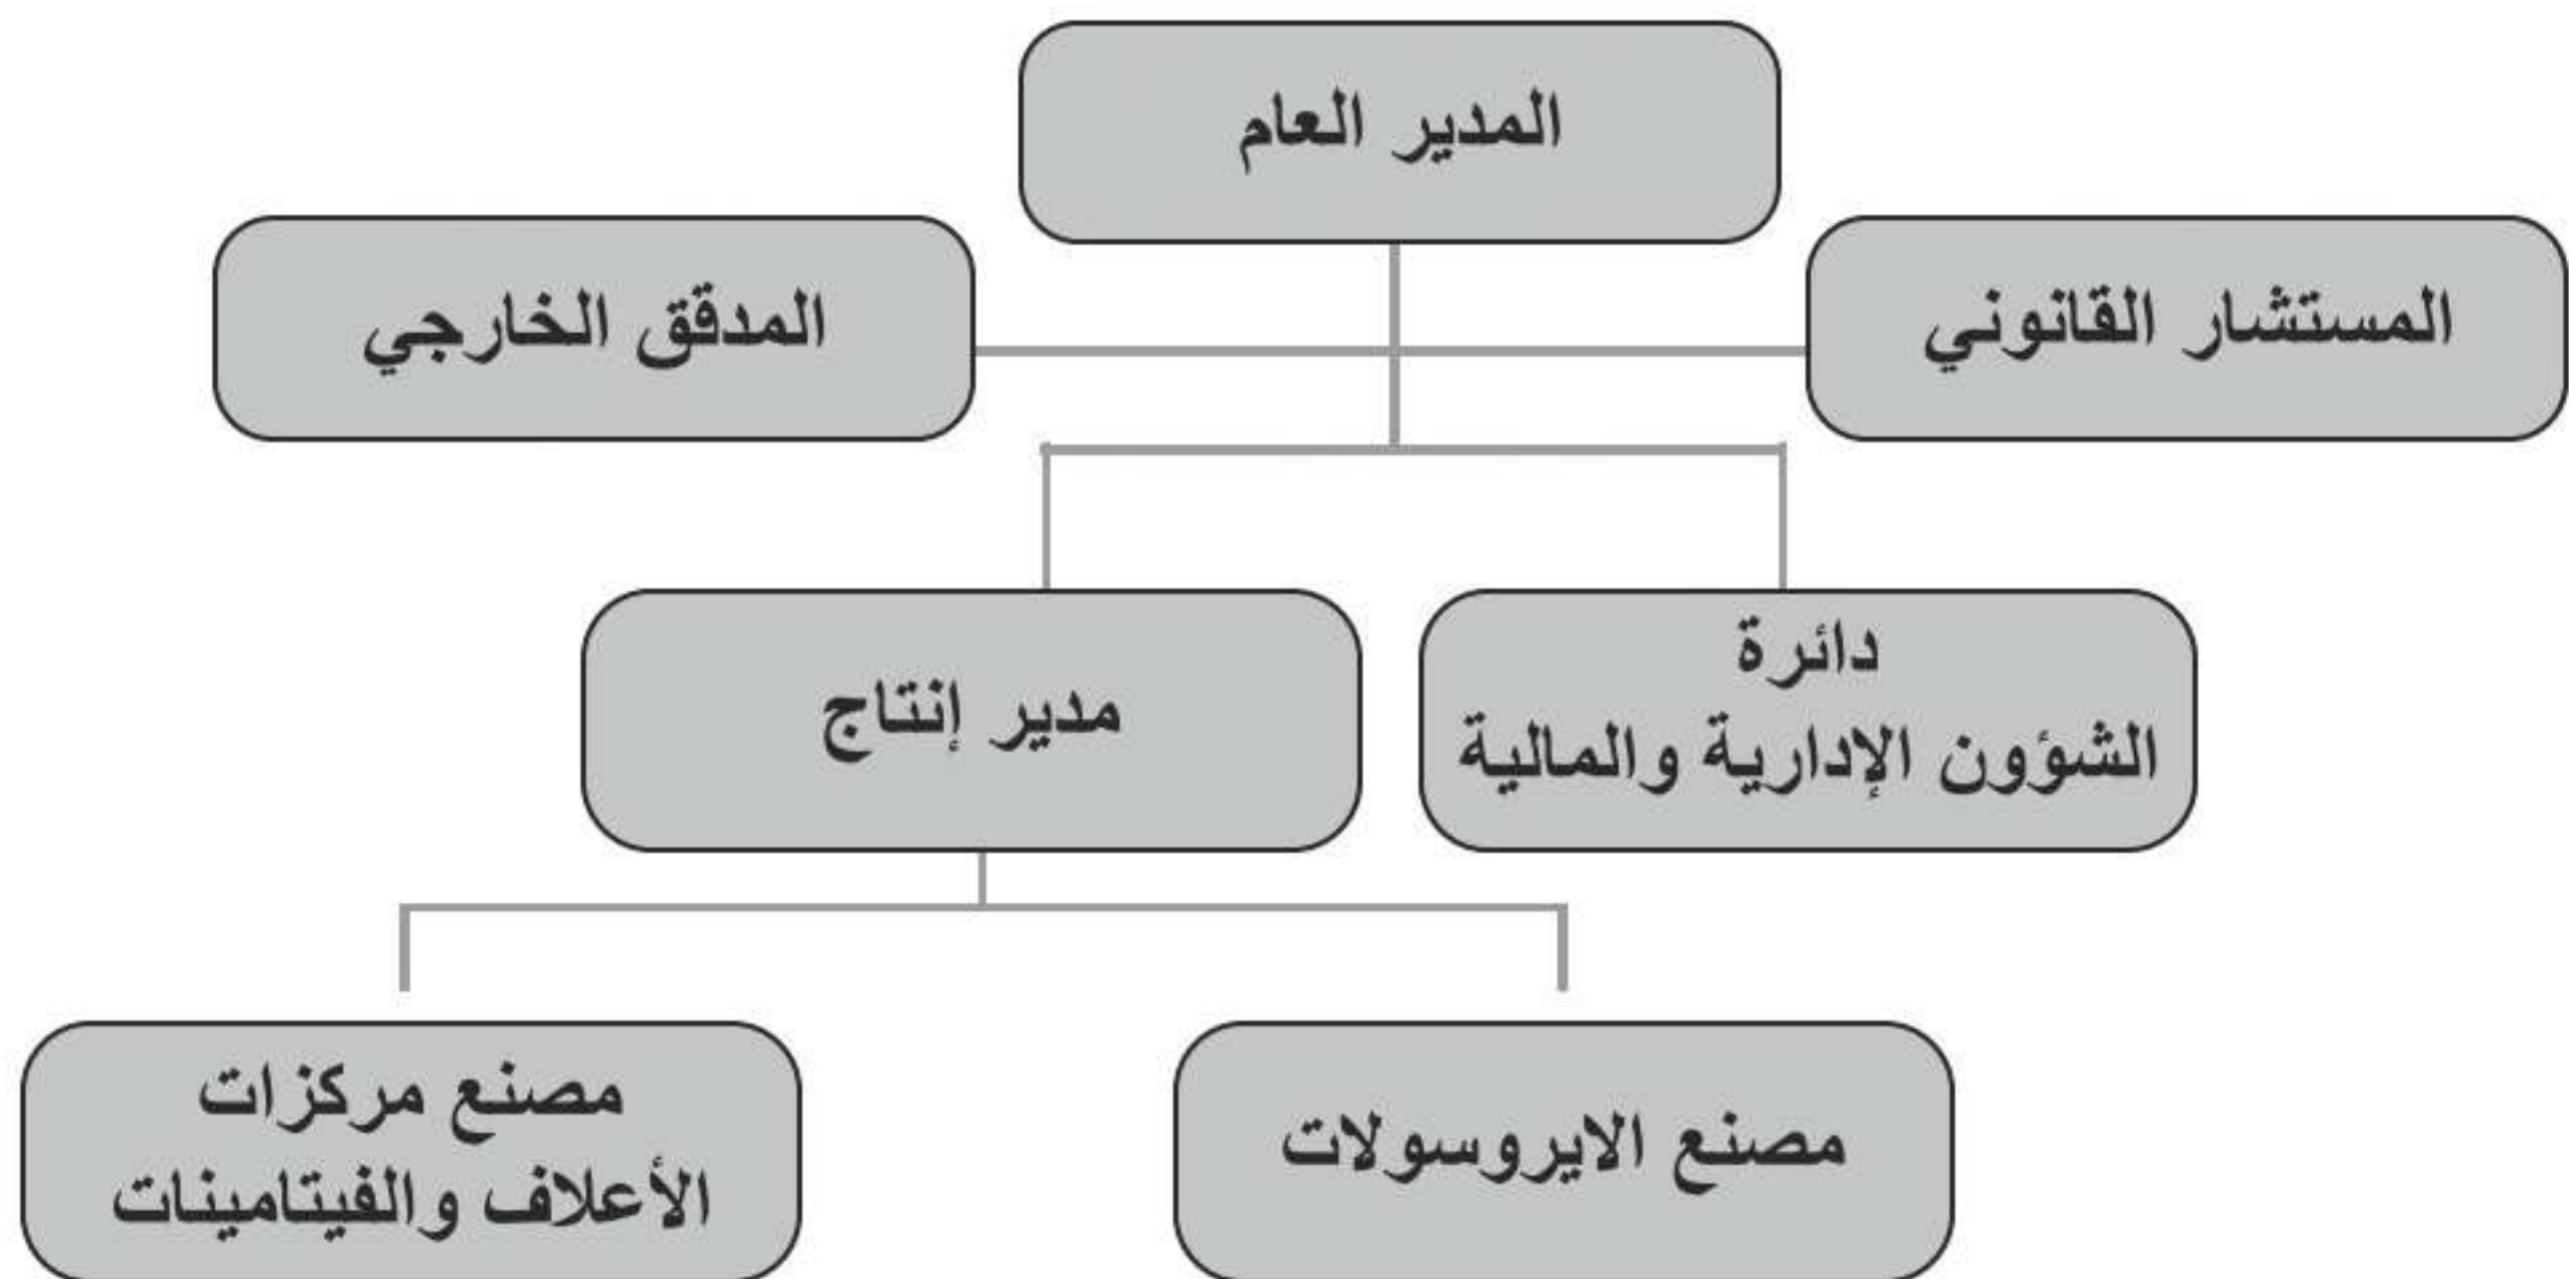 المدير العام
المستشار القانوني
المدقق الخارجي
دائرة
الشؤون الإدارية والمالية
مدير إنتاج
مصنع الايروسولات
مصنع مركزات
الأعلاف والفيتامينات